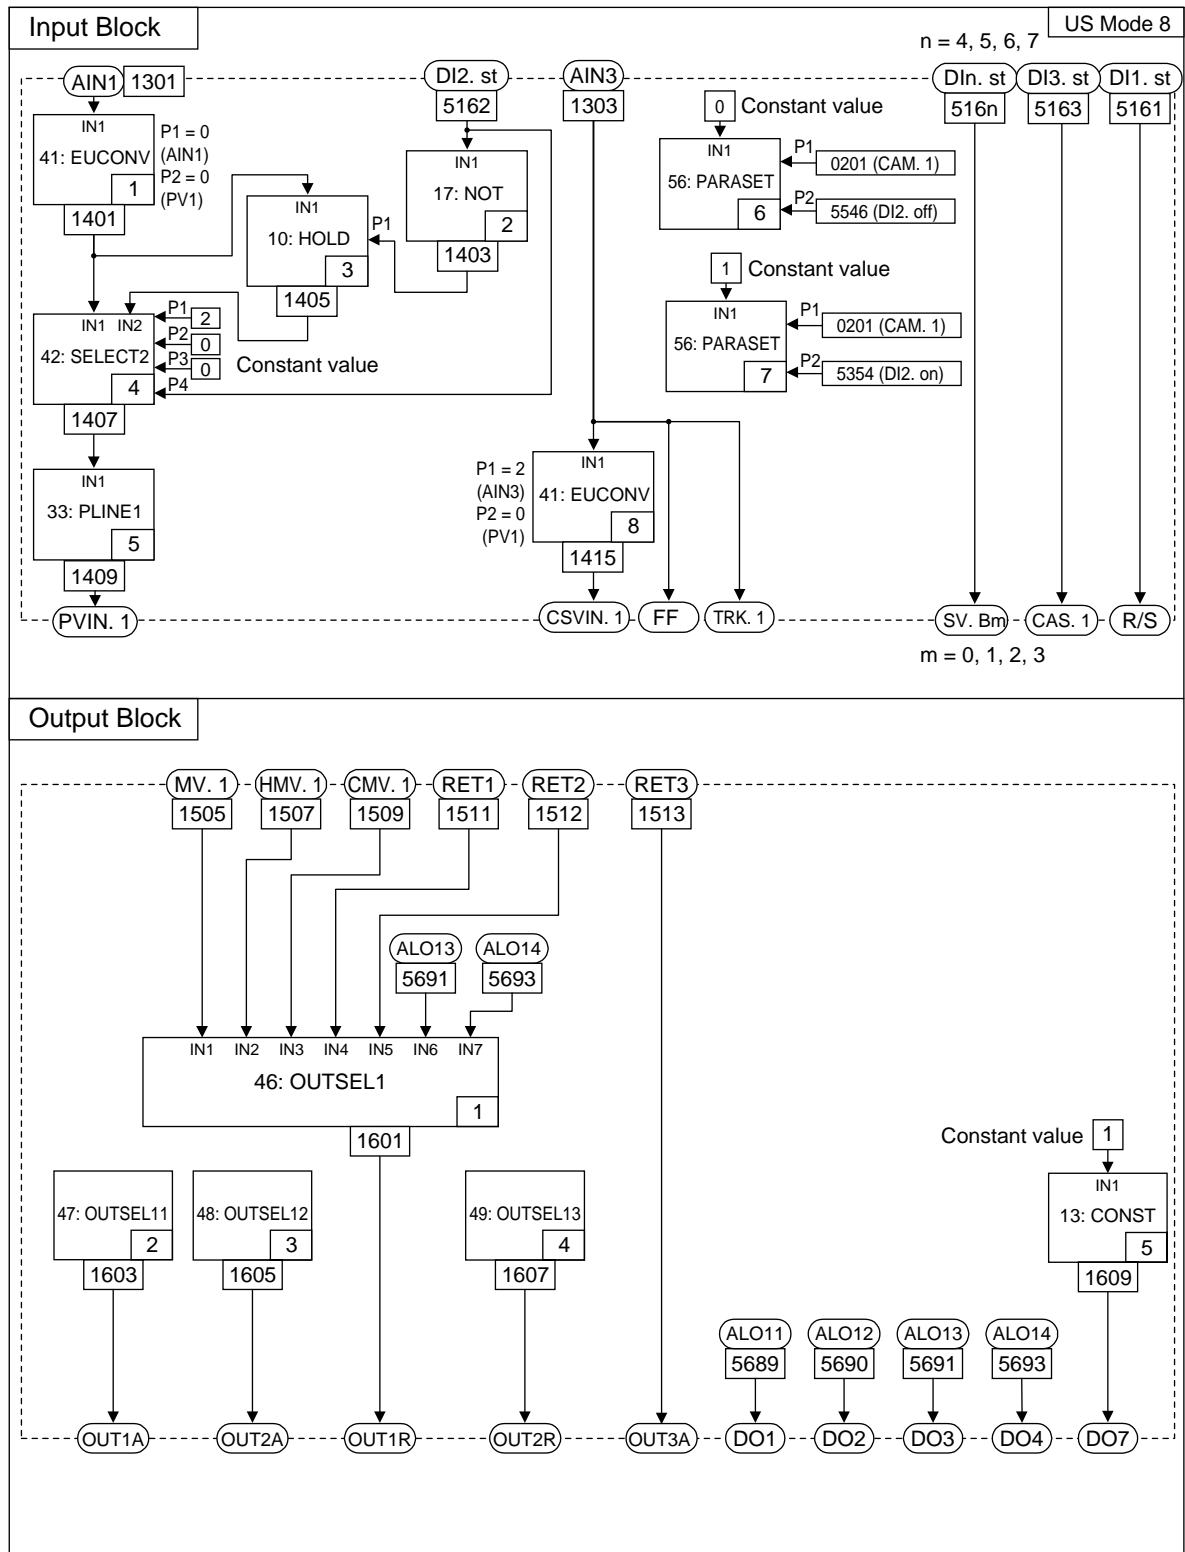 Input Block
US Mode 8
n = 4, 5, 6, 7
AIN1 1301
DI2. st
5162
AIN3
1303
DIn. st
516n
DI3. st
5163
DI1. st
5161
0 Constant value
IN1
41: EUCONV
1
1401
P1 = 0
(AIN1)
P2 = 0
(PV1)
IN1
17: NOT
2
1403
IN1
56: PARASET
6
P1
0201 (CAM. 1)
P2
5546 (DI2. off)
IN1
10: HOLD
3
1405
P1
1 Constant value
IN1
56: PARASET
7
P1
0201 (CAM. 1)
P2
5354 (DI2. on)
IN1 IN2
42: SELECT2
4
1407
P1
2
P2
0
P3
0
P4
Constant value
IN1
33: PLINE1
5
1409
P1 = 2
(AIN3)
P2 = 0
(PV1)
IN1
41: EUCONV
8
1415
PVIN. 1
CSVIN. 1
FF
TRK. 1
SV. Bm
CAS. 1
R/S
m = 0, 1, 2, 3
Output Block
MV. 1
HMV. 1
CMV. 1
RET1
RET2
RET3
1505
1507
1509
1511
1512
1513
ALO13
5691
ALO14
5693
IN1 IN2 IN3 IN4 IN5 IN6 IN7
46: OUTSEL1
1
1601
Constant value 1
IN1
13: CONST
5
1609
47: OUTSEL11
2
1603
48: OUTSEL12
3
1605
49: OUTSEL13
4
1607
ALO11
5689
ALO12
5690
ALO13
5691
ALO14
5693
OUT1A
OUT2A
OUT1R
OUT2R
OUT3A
DO1
DO2
DO3
DO4
DO7